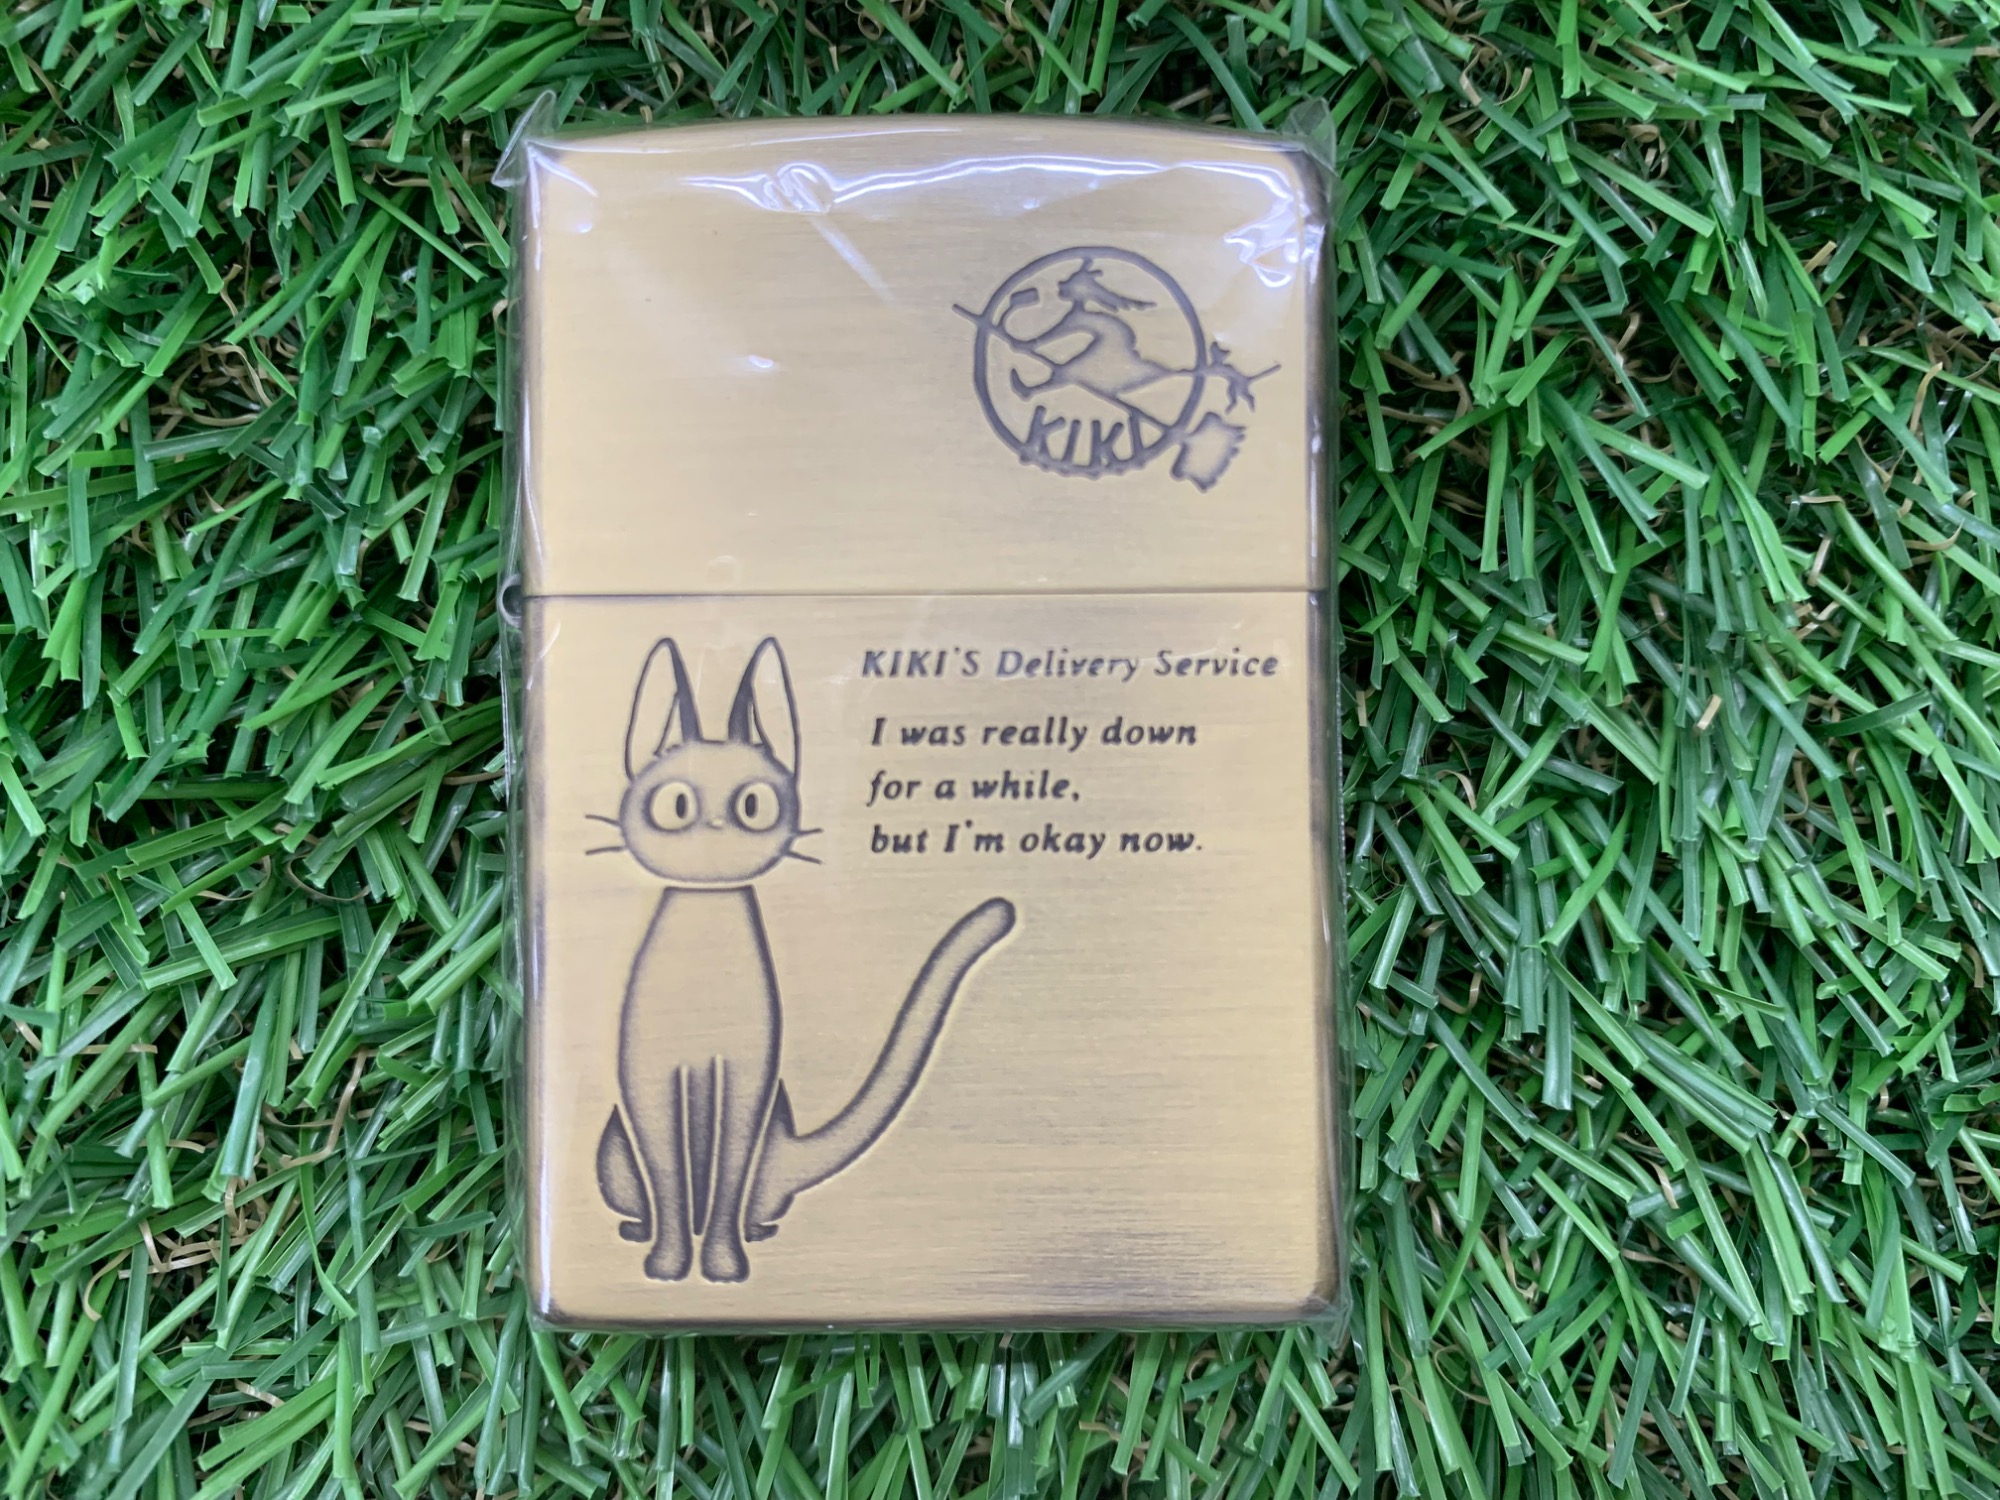 KIKI
KIKI'S Delivery Service
I was really down
for a while,
but I'm okay now.